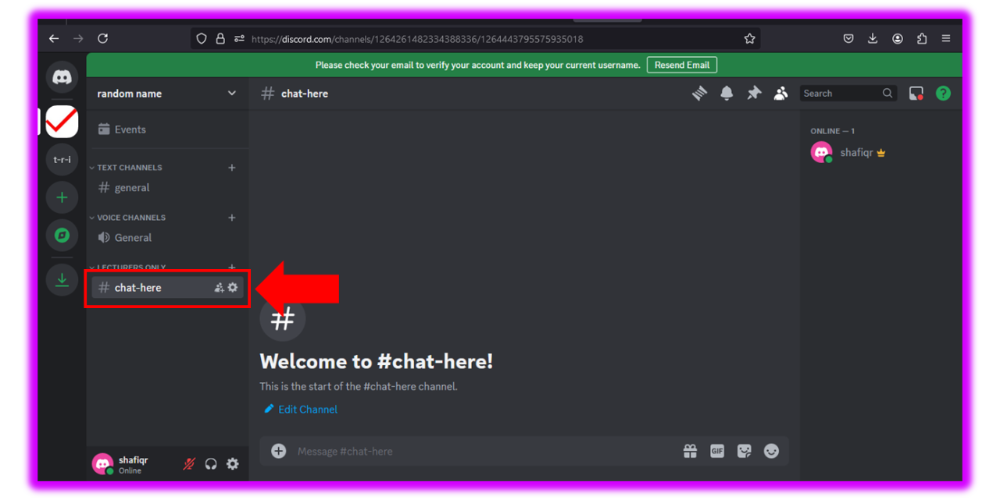 https://discord.com/channels/1264261482334388336/1264443795575935018
Please check your email to verify your account and keep your current username. Resend Email
random name
# chat-here
Search
Events
ONLINE — 1
shafiqr
t-r-i
TEXT CHANNELS
# general
VOICE CHANNELS
General
LECTURERS ONLY
# chat-here
#
Welcome to #chat-here!
This is the start of the #chat-here channel.
Edit Channel
Message #chat-here
GIF
shafiqr
Online